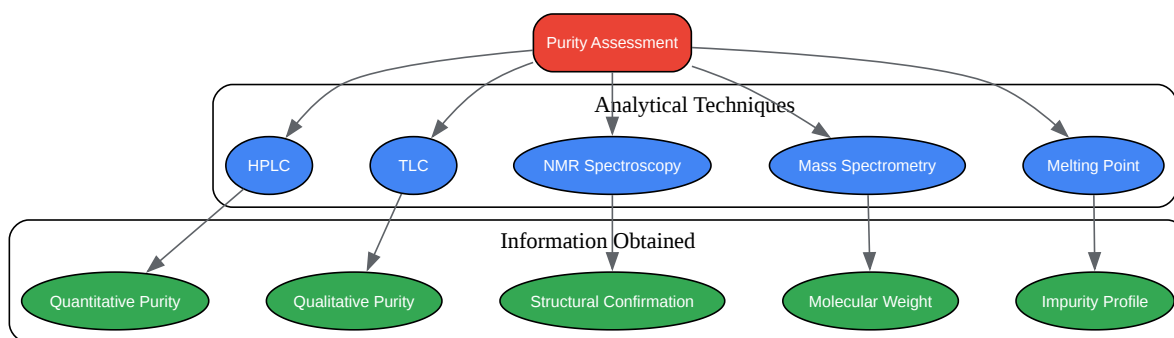 Purity Assessment
Analytical Techniques
HPLC
TLC
NMR Spectroscopy
Mass Spectrometry
Melting Point
Information Obtained
Quantitative Purity
Qualitative Purity
Structural Confirmation
Molecular Weight
Impurity Profile